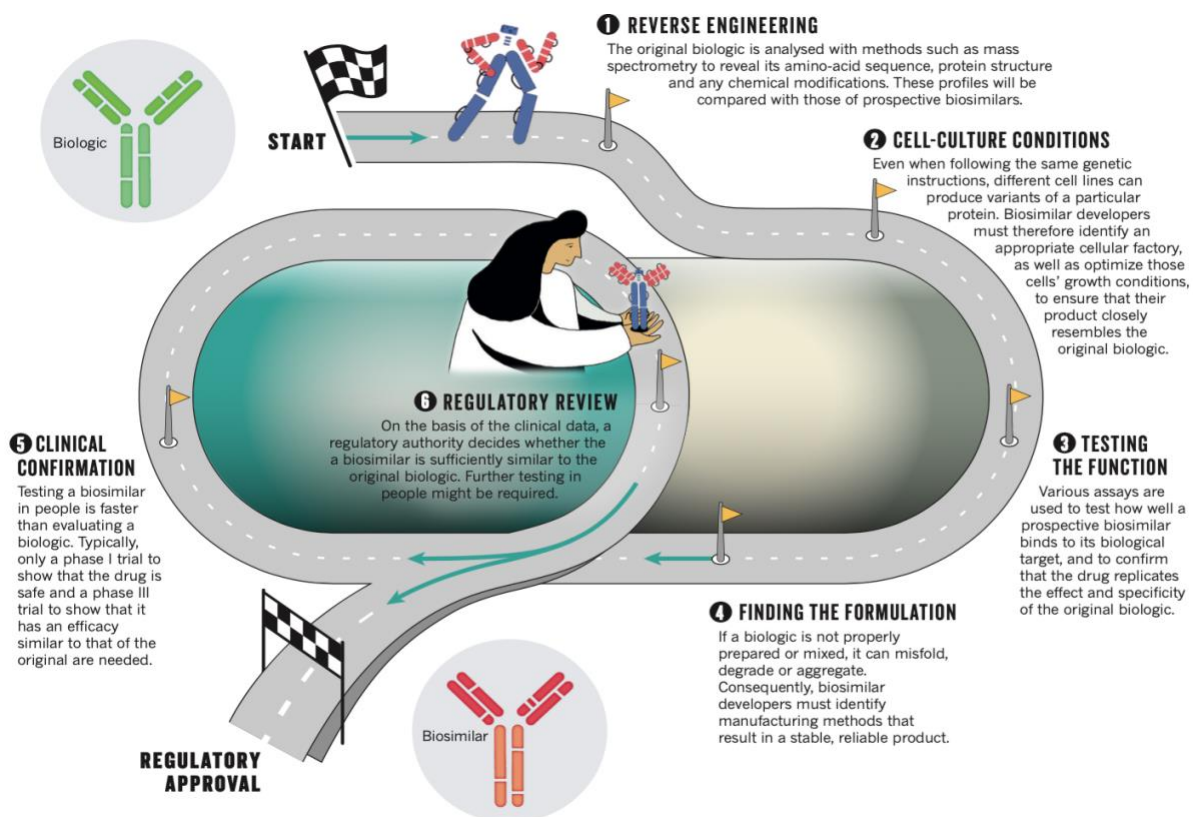 ❶ REVERSE ENGINEERING
The original biologic is analysed with methods such as mass
spectrometry to reveal its amino-acid sequence, protein structure
and any chemical modifications. These profiles will be
compared with those of prospective biosimilars.
Biologic
START
❷ CELL-CULTURE CONDITIONS
Even when following the same genetic
instructions, different cell lines can
produce variants of a particular
protein. Biosimilar developers
must therefore identify an
appropriate cellular factory,
as well as optimize those
cells’ growth conditions,
to ensure that their
product closely
resembles the
original biologic.
❸ TESTING
THE FUNCTION
Various assays are
used to test how well a
prospective biosimilar
binds to its biological
target, and to confirm
that the drug replicates
the effect and specificity
of the original biologic.
❹ FINDING THE FORMULATION
If a biologic is not properly
prepared or mixed, it can misfold,
degrade or aggregate.
Consequently, biosimilar
developers must identify
manufacturing methods that
result in a stable, reliable product.
❺ CLINICAL
CONFIRMATION
Testing a biosimilar
in people is faster
than evaluating a
biologic. Typically,
only a phase I trial to
show that the drug is
safe and a phase III
trial to show that it
has an efficacy
similar to that of the
original are needed.
❻ REGULATORY REVIEW
On the basis of the clinical data, a
regulatory authority decides whether the
a biosimilar is sufficiently similar to the
original biologic. Further testing in
people might be required.
Biosimilar
REGULATORY
APPROVAL